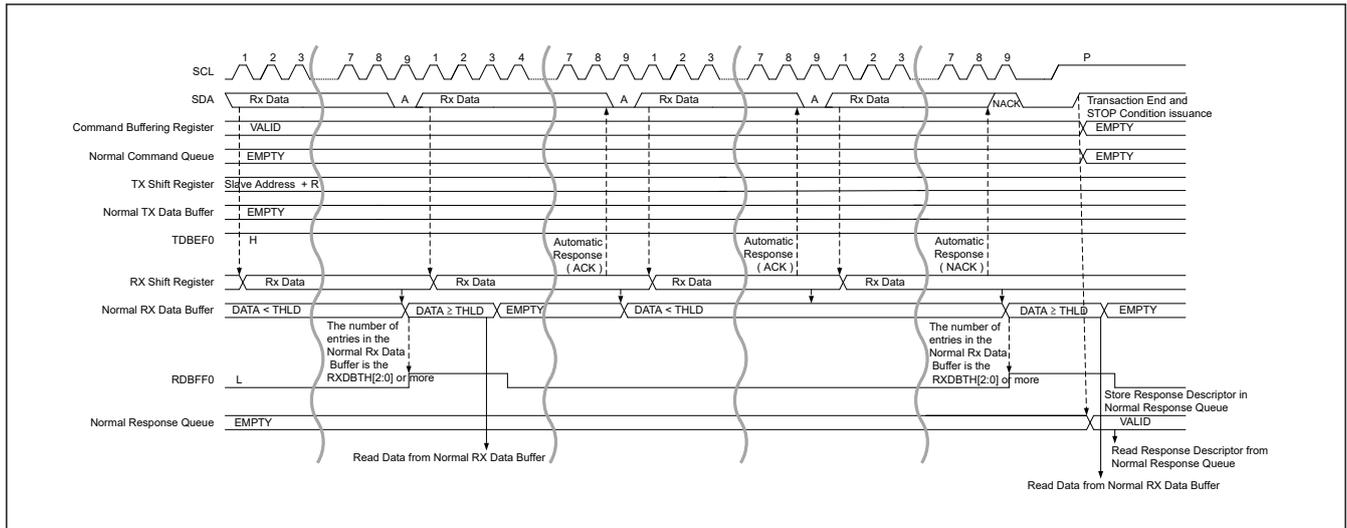 SCL 1 2 3 7 8 9 1 2 3 4 7 8 9 1 2 3 7 8 9 1 2 3 7 8 9 P
SDA Rx Data A Rx Data A Rx Data A Rx Data NACK Transaction End and
STOP Condition issuance
Command Buffering Register VALID EMPTY
Normal Command Queue EMPTY EMPTY
TX Shift Register Slave Address + R
Normal TX Data Buffer EMPTY
TDBEF0 H
Automatic
Response
( ACK )
Automatic
Response
( ACK )
Automatic
Response
( NACK )
RX Shift Register Rx Data Rx Data Rx Data Rx Data
Normal RX Data Buffer DATA < THLD DATA ≥ THLD EMPTY DATA < THLD DATA ≥ THLD EMPTY
The number of
entries in the
Normal Rx Data
Buffer is the
RXDBTH[2:0] or more
The number of
entries in the
Normal Rx Data
Buffer is the
RXDBTH[2:0] or more
RDBFF0 L
Store Response Descriptor in
Normal Response Queue
Normal Response Queue EMPTY VALID
Read Data from Normal RX Data Buffer
Read Response Descriptor from
Normal Response Queue
Read Data from Normal RX Data Buffer